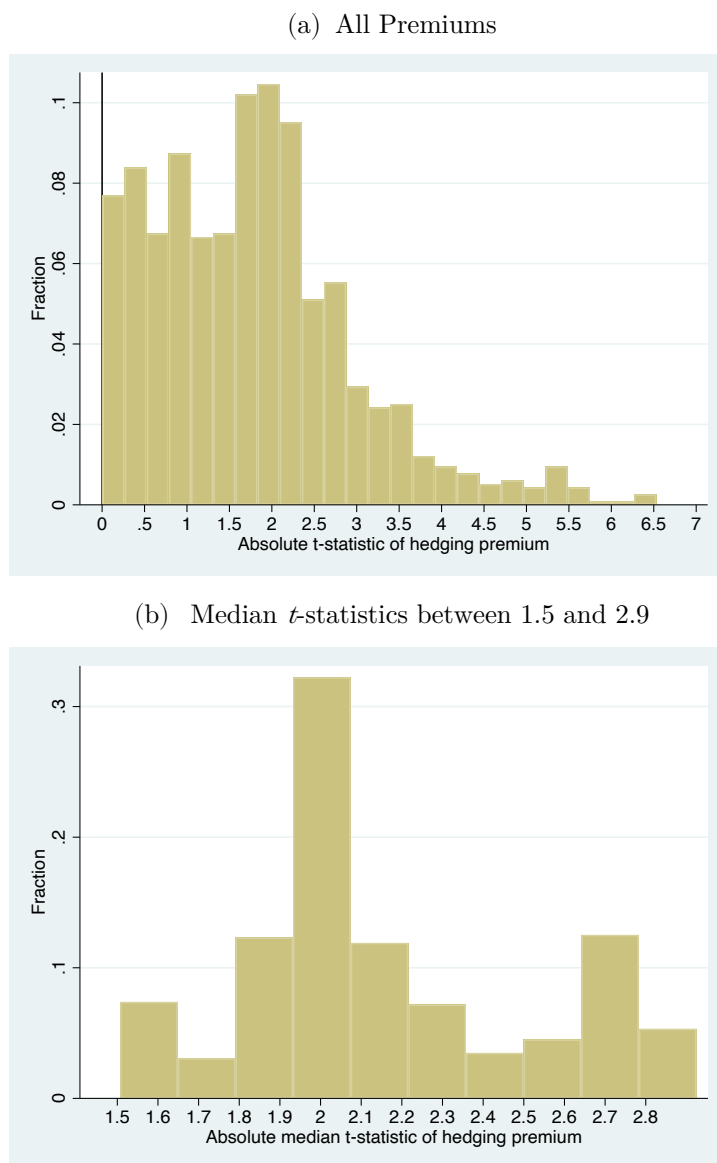 (a) All Premiums
.1
.08
.06
.04
.02
0
Fraction
0 .5 1 1.5 2 2.5 3 3.5 4 4.5 5 5.5 6 6.5 7
Absolute t-statistic of hedging premium
(b) Median t-statistics between 1.5 and 2.9
.3
.2
.1
0
Fraction
1.5 1.6 1.7 1.8 1.9 2 2.1 2.2 2.3 2.4 2.5 2.6 2.7 2.8
Absolute median t-statistic of hedging premium